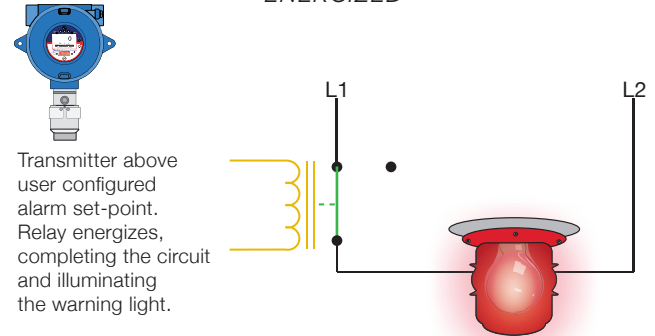 ENERGIZED
L1
L2
Transmitter above
user configured
alarm set-point.
Relay energizes,
completing the circuit
and illuminating
the warning light.